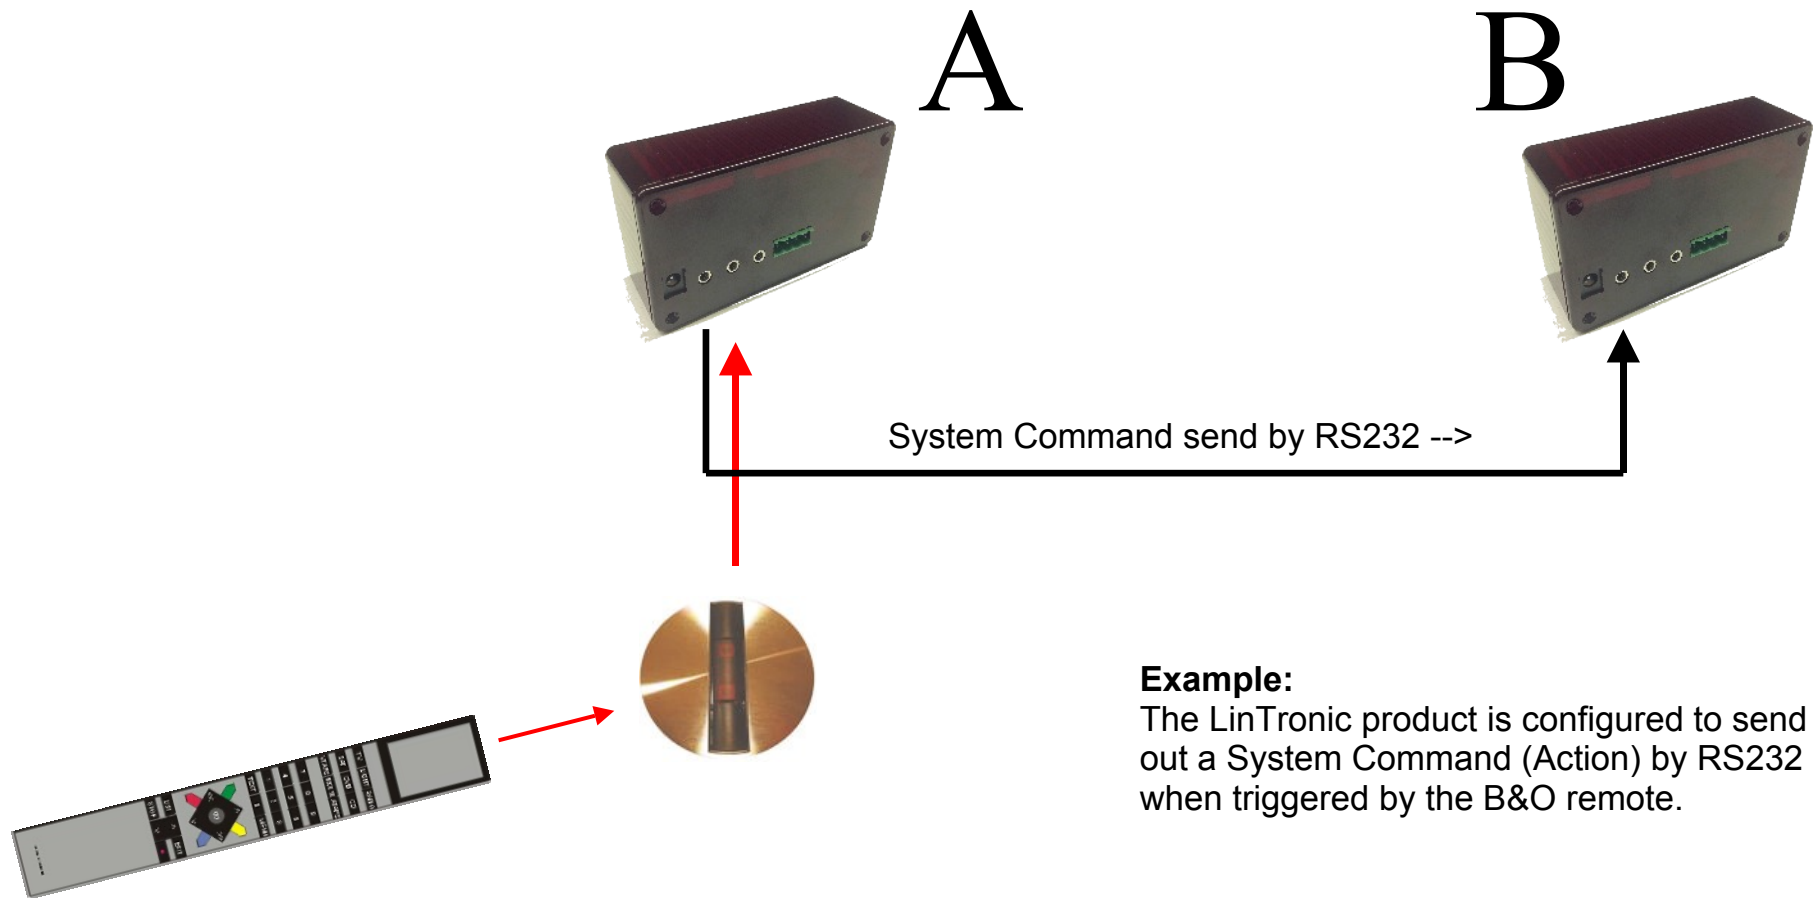 A
B
System Command send by RS232 -->
Example:
The LinTronic product is configured to send
out a System Command (Action) by RS232
when triggered by the B&O remote.